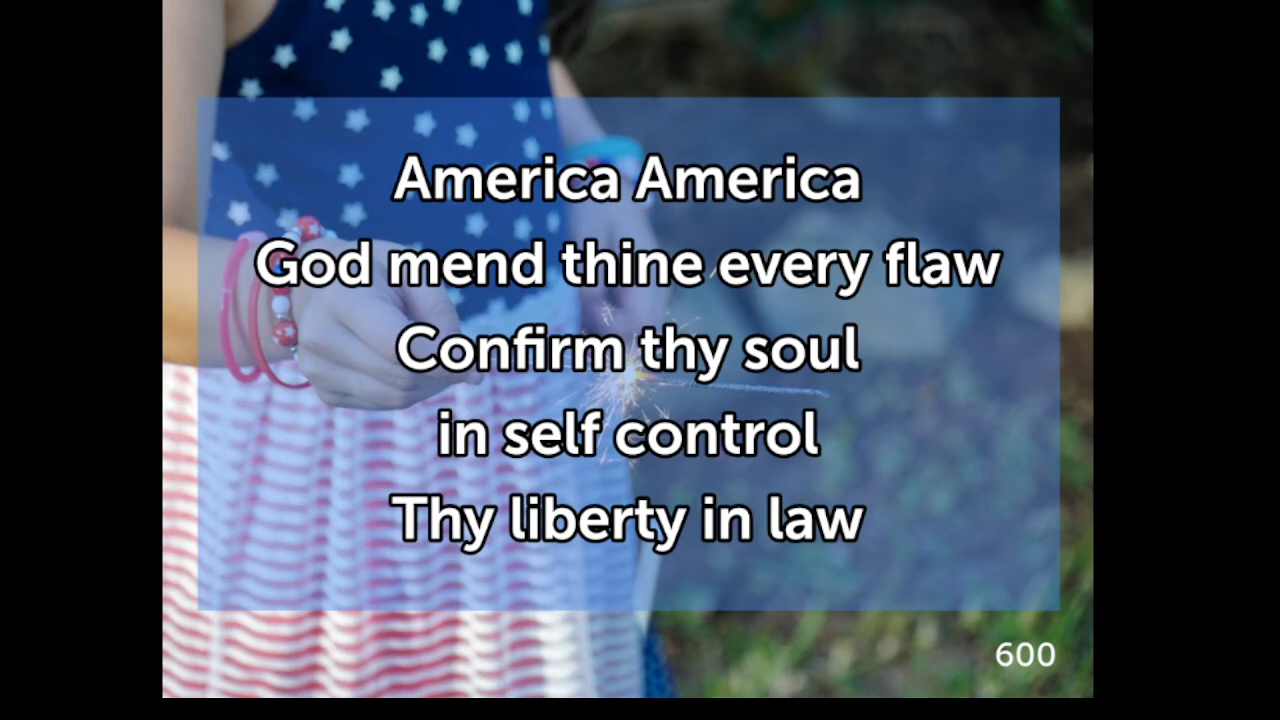 America America
God mend thine every flaw
Confirm thy soul
in self control
Thy liberty in law
600